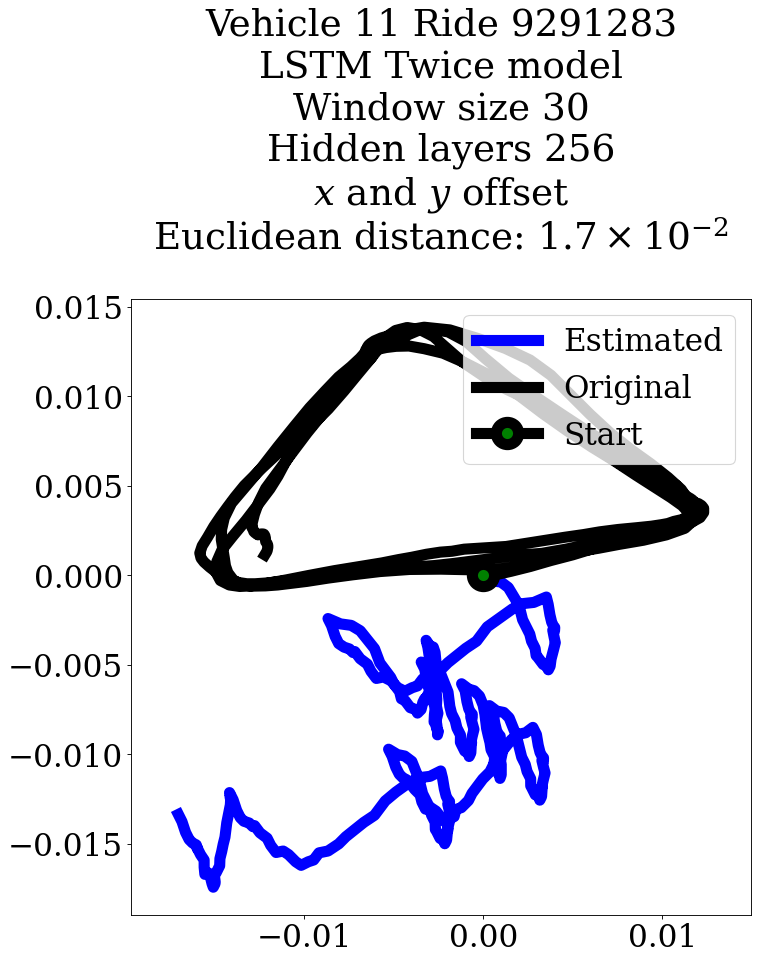 Vehicle 11 Ride 9291283
LSTM Twice model
Window size 30
Hidden layers 256
x and y offset
Euclidean distance: 1.7 × 10⁻²
Estimated
Original
Start
0.015
0.010
0.005
0.000
−0.005
−0.010
−0.015
−0.01 0.00 0.01